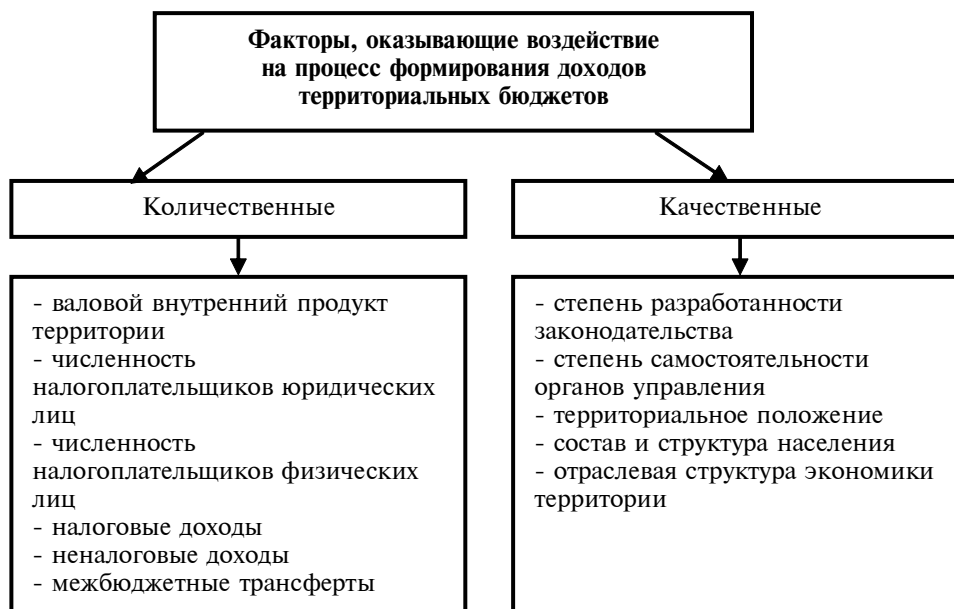 Факторы, оказывающие воздействие
на процесс формирования доходов
территориальных бюджетов
Количественные
Качественные
- валовой внутренний продукт
территории
- численность
налогоплательщиков юридических
лиц
- численность
налогоплательщиков физических
лиц
- налоговые доходы
- неналоговые доходы
- межбюджетные трансферты
- степень разработанности
законодательства
- степень самостоятельности
органов управления
- территориальное положение
- состав и структура населения
- отраслевая структура экономики
территории